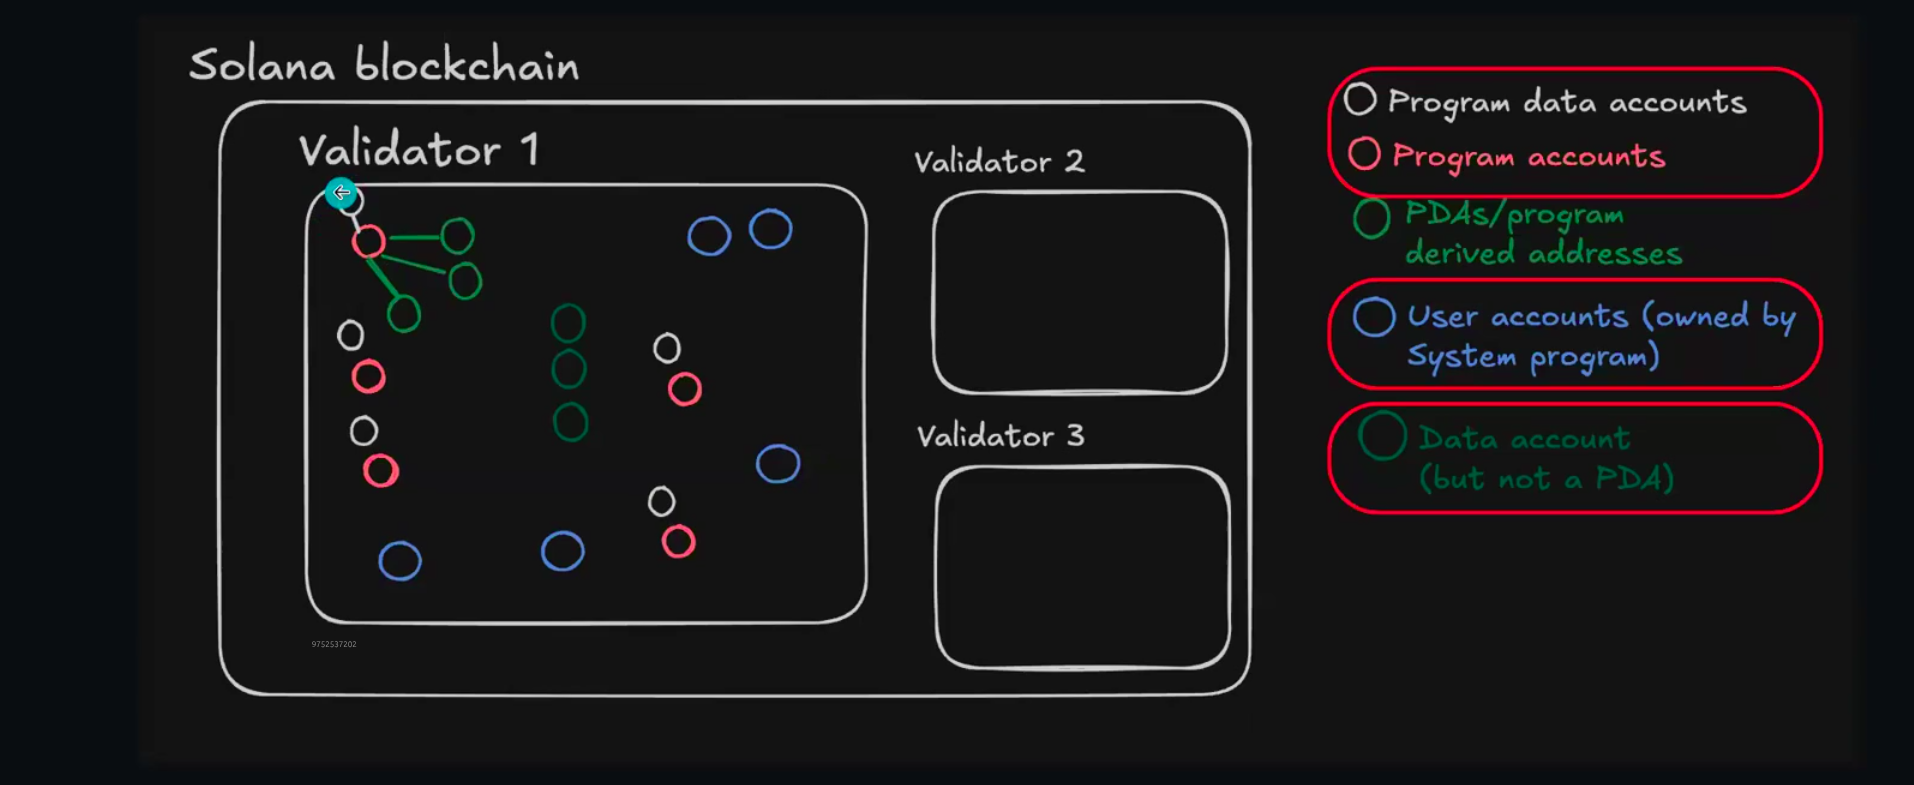 Solana blockchain
Validator 1
Validator 2
Validator 3
9752537202
Program data accounts
Program accounts
PDAs/program
derived addresses
User accounts (owned by
System program)
Data account
(but not a PDA)